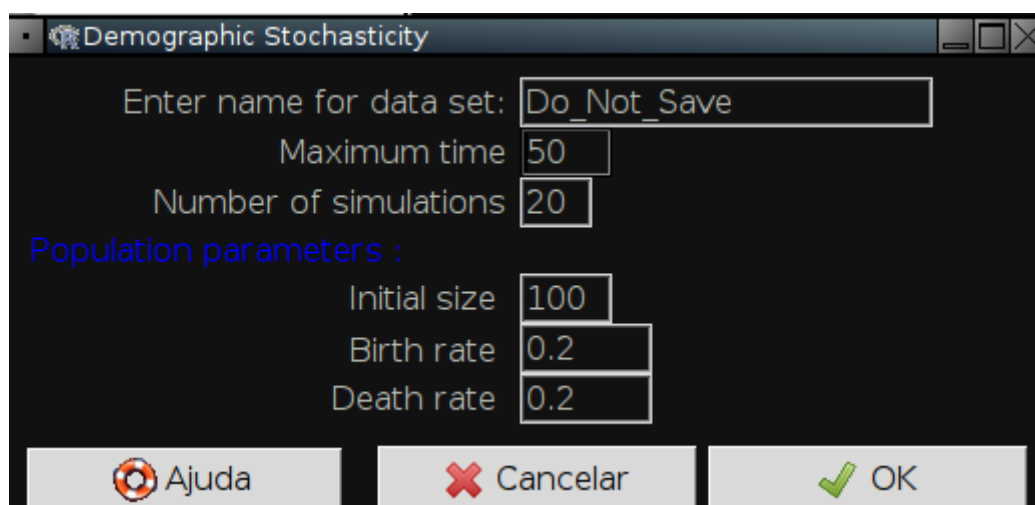 Demographic Stochasticity
Enter name for data set: Do_Not_Save
Maximum time 50
Number of simulations 20
Population parameters :
Initial size 100
Birth rate 0.2
Death rate 0.2
Ajuda Cancelar OK